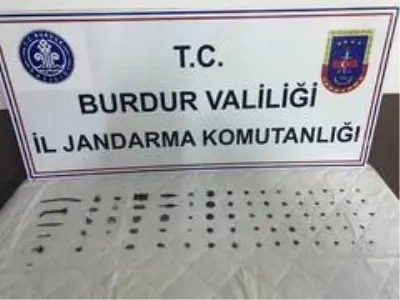 T.C.
BURDUR VALİLİĞİ
İL JANDARMA KOMUTANLIĞI